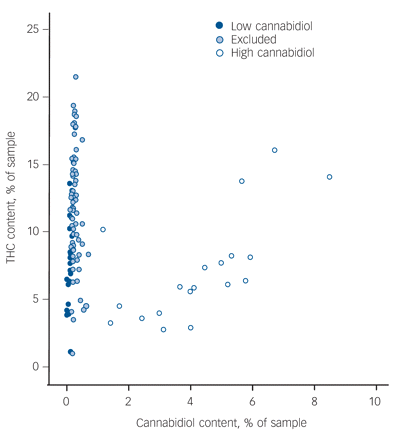 Low cannabidiol
Excluded
High cannabidiol
25
20
15
10
5
0
THC content, % of sample
0 2 4 6 8 10
Cannabidiol content, % of sample